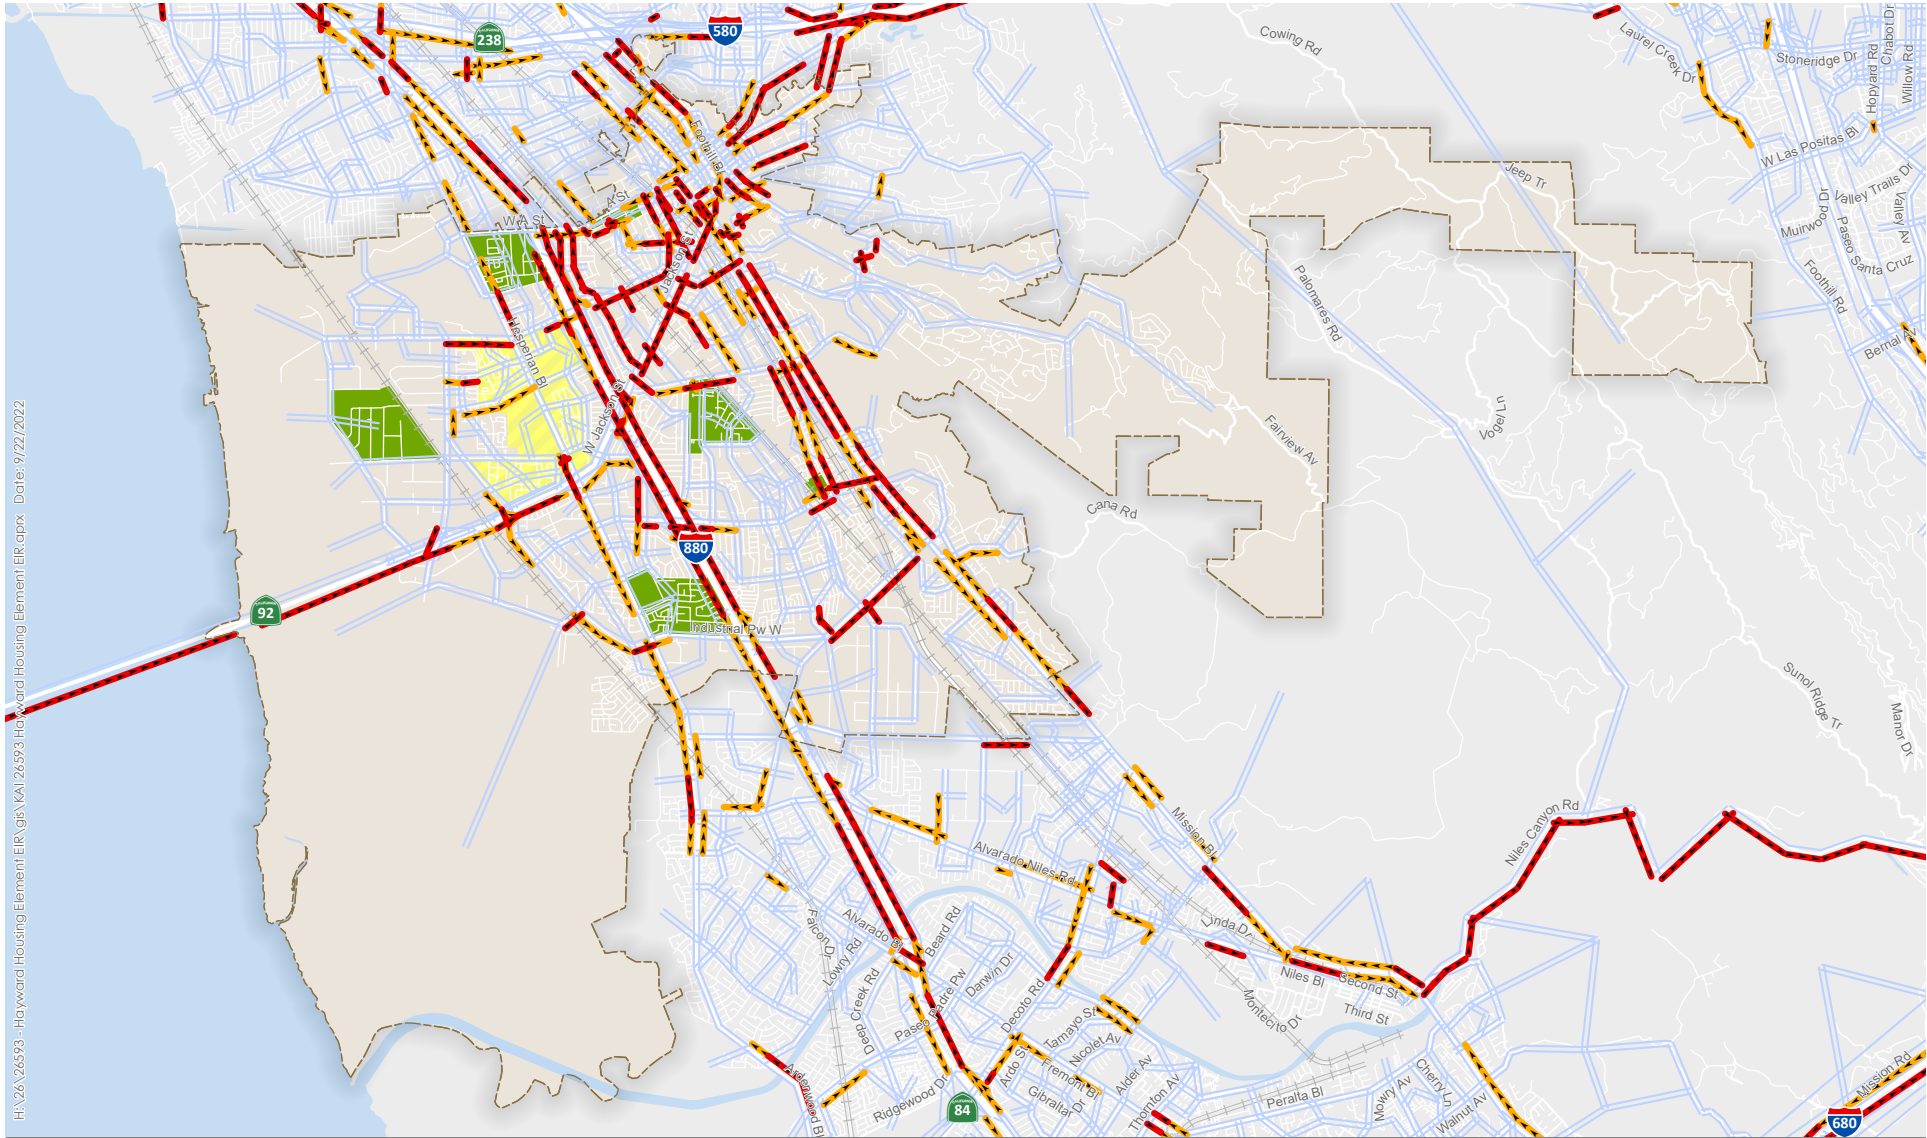 CALIFORNIA
238
580
Cowing Rd
Laurel Creek Dr
Stoneridge Dr
Hopyard Rd
Chabot Dr
Willow Rd
W Las Positas Bl
Jeep Tr
Valley Trails Dr
Muirwood Dr
Valley Av
Paseo Santa Cruz
Foothill Rd
Bernal Av
Foothill Bl
A St
W A St
Jackson St
Palomares Rd
Hesperian Bl
W Jackson St
Vogel Ln
Fairview Av
Cana Rd
880
CALIFORNIA
92
Industrial Pw W
Sunol Ridge Tr
Manor Dr
Niles Canyon Rd
Mission Bl
Alvarado Niles Rd
Linda Dr
Alvarado Bl
Falcon Dr
Lowry Rd
Beard Rd
Deep Creek Rd
Paseo Padre Pw
Darwin Dr
Decoto Rd
Niles Bl
Second St
Third St
Montecito Dr
Tamayo St
Nicolet Av
Ardo St
Fremont Bl
Alder Av
Gibraltar Dr
Thornton Av
Peralta Bl
Mowry Av
Cherry Ln
Walnut Av
Mission Rd
Ardenwood Bl
Ridgewood Dr
CALIFORNIA
84
680
H:\26\26593 - Hayward Housing Element EIR\gis\KAI 26593 Hayward Housing Element EIR.aprx   Date: 9/22/2022